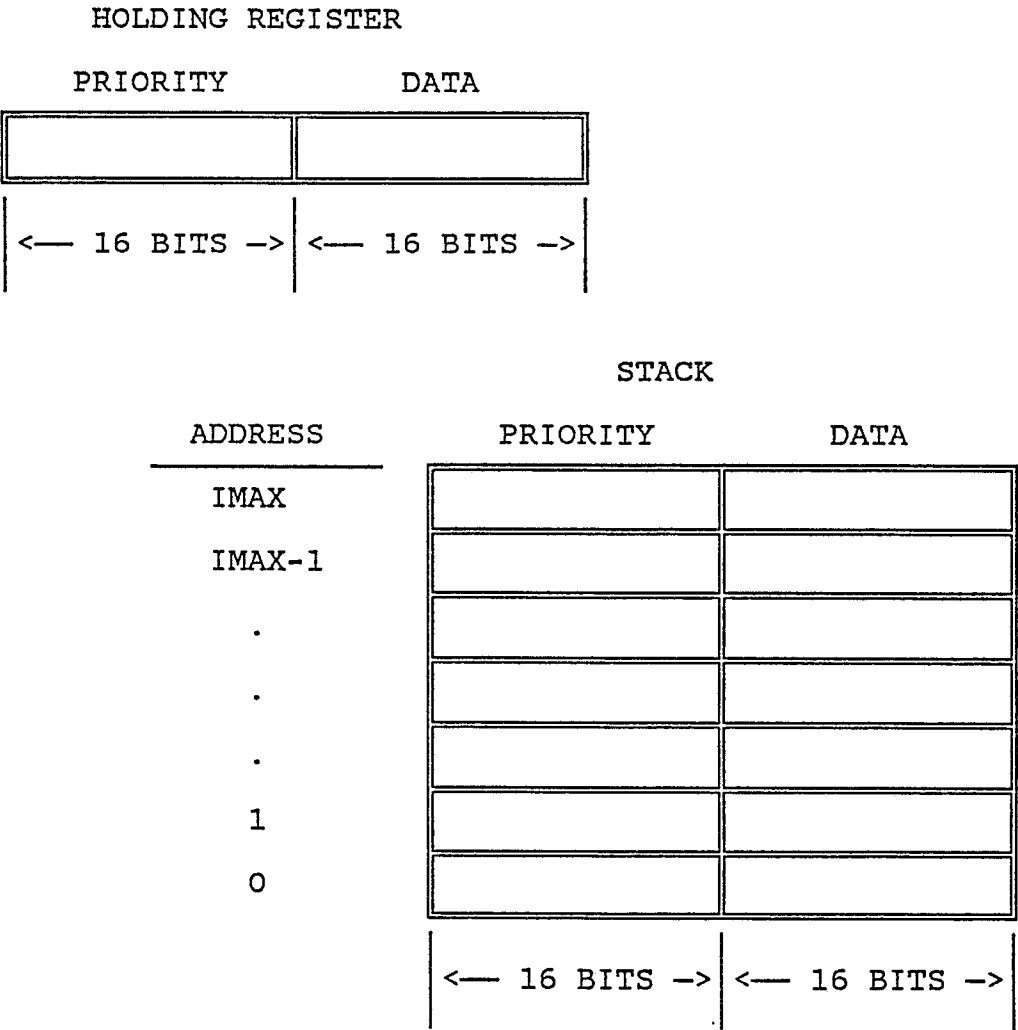 HOLDING REGISTER
PRIORITY DATA
<— 16 BITS —> <— 16 BITS —>
STACK
ADDRESS PRIORITY DATA
IMAX
IMAX-1
.
.
.
1
0
<— 16 BITS —> <— 16 BITS —>